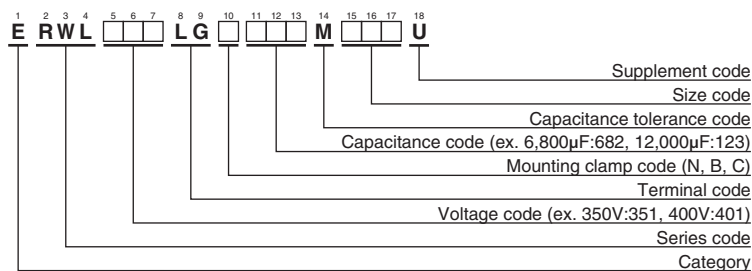 1 2 3 4 5 6 7 8 9 10 11 12 13 14 15 16 17 18
E RWL □□□ LG □ □□□ M □□□ U
Supplement code
Size code
Capacitance tolerance code
Capacitance code (ex. 6,800µF:682, 12,000µF:123)
Mounting clamp code (N, B, C)
Terminal code
Voltage code (ex. 350V:351, 400V:401)
Series code
Category